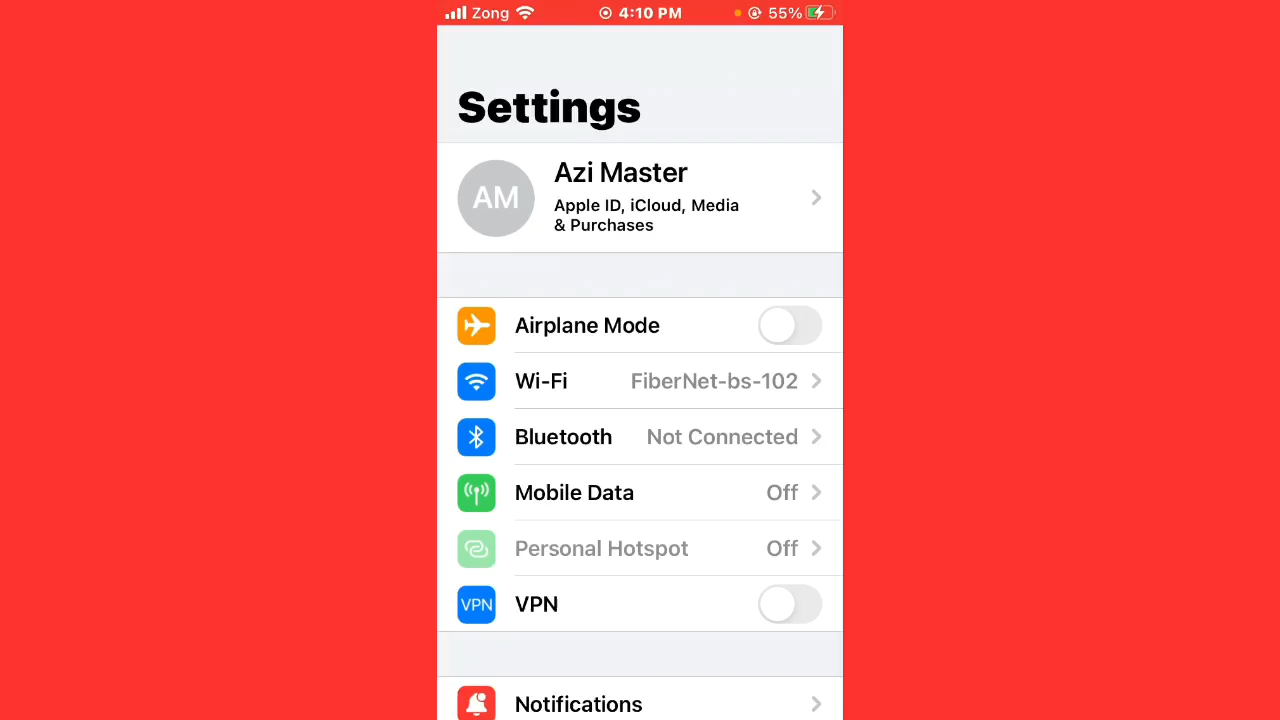 Zong 4:10 PM 55%
Settings
AM
Azi Master
Apple ID, iCloud, Media
& Purchases
Airplane Mode
Wi-Fi FiberNet-bs-102
Bluetooth Not Connected
Mobile Data Off
Personal Hotspot Off
VPN VPN
Notifications